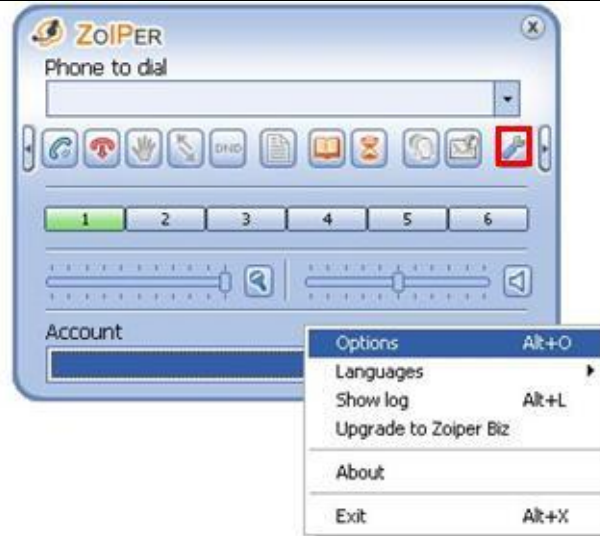 ZOIPER
Phone to dial
DND
1 2 3 4 5 6
Account
Options Alt+O
Languages
Show log Alt+L
Upgrade to Zoiper Biz
About
Exit Alt+X